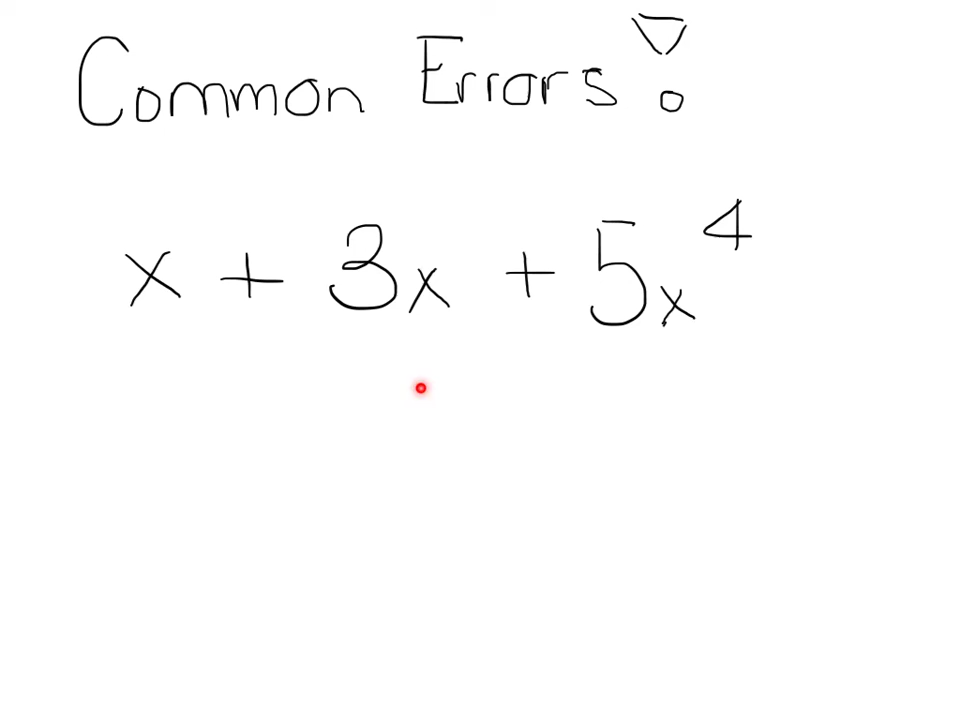 Common Errors!
x + 3x + 5x⁴